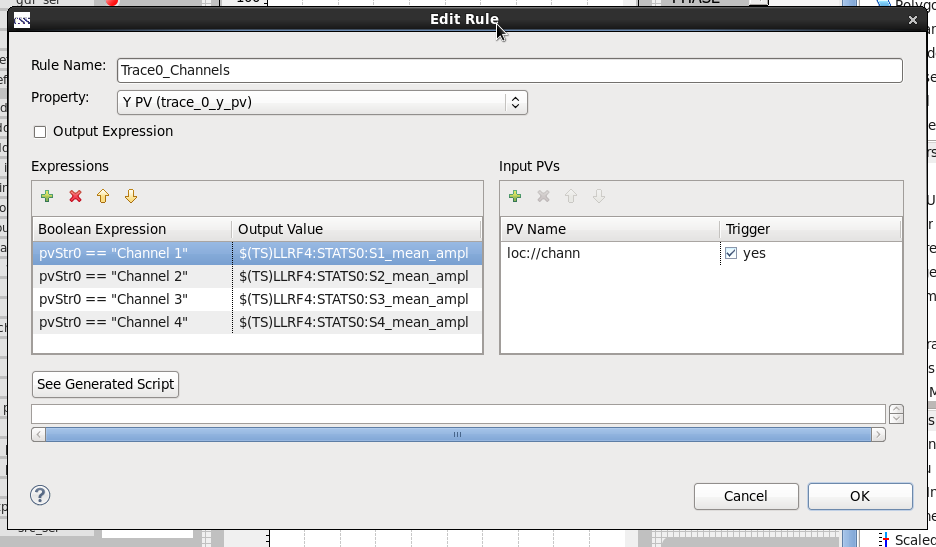 CSS
Edit Rule
Rule Name: Trace0_Channels
Property: Y PV (trace_0_y_pv)
Output Expression
Expressions
Input PVs
Boolean Expression Output Value
PV Name Trigger
pvStr0 == "Channel 1" $(TS)LLRF4:STATS0:S1_mean_ampl
loc://chann yes
pvStr0 == "Channel 2" $(TS)LLRF4:STATS0:S2_mean_ampl
pvStr0 == "Channel 3" $(TS)LLRF4:STATS0:S3_mean_ampl
pvStr0 == "Channel 4" $(TS)LLRF4:STATS0:S4_mean_ampl
See Generated Script
?
Cancel
OK
Scaled